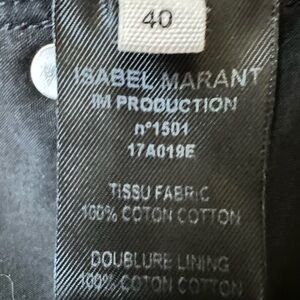 40
ISABEL MARANT
IM PRODUCTION
n°1501
17A019E
TISSU FABRIC
100% COTON COTTON
DOUBLURE LINING
100% COTON COTTON